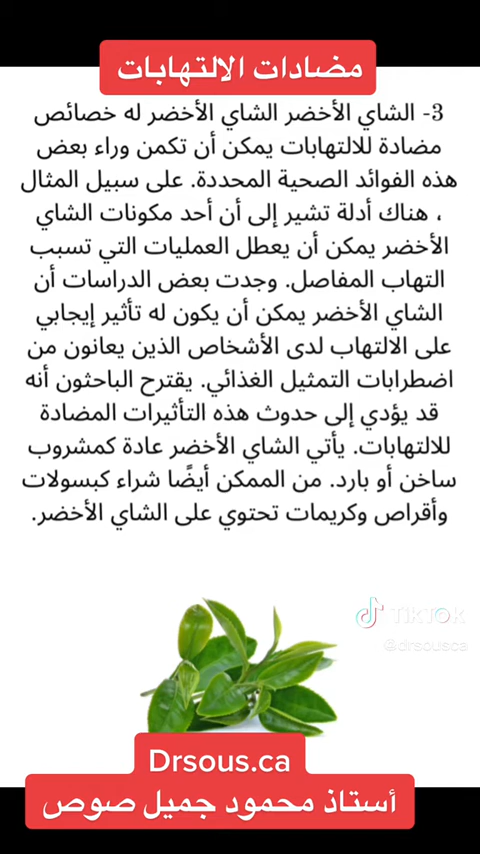 مضادات الالتهابات
3- الشاي الأخضر الشاي الأخضر له خصائص
مضادة للالتهابات يمكن أن تكمن وراء بعض
هذه الفوائد الصحية المحددة. على سبيل المثال
، هناك أدلة تشير إلى أن أحد مكونات الشاي
الأخضر يمكن أن يعطل العمليات التي تسبب
التهاب المفاصل. وجدت بعض الدراسات أن
الشاي الأخضر يمكن أن يكون له تأثير إيجابي
على الالتهاب لدى الأشخاص الذين يعانون من
اضطرابات التمثيل الغذائي. يقترح الباحثون أنه
قد يؤدي إلى حدوث هذه التأثيرات المضادة
للالتهابات. يأتي الشاي الأخضر عادة كمشروب
ساخن أو بارد. من الممكن أيضًا شراء كبسولات
وأقراص وكريمات تحتوي على الشاي الأخضر.
TikTok
@drsousca
Drsous.ca
أستاذ محمود جميل صوص